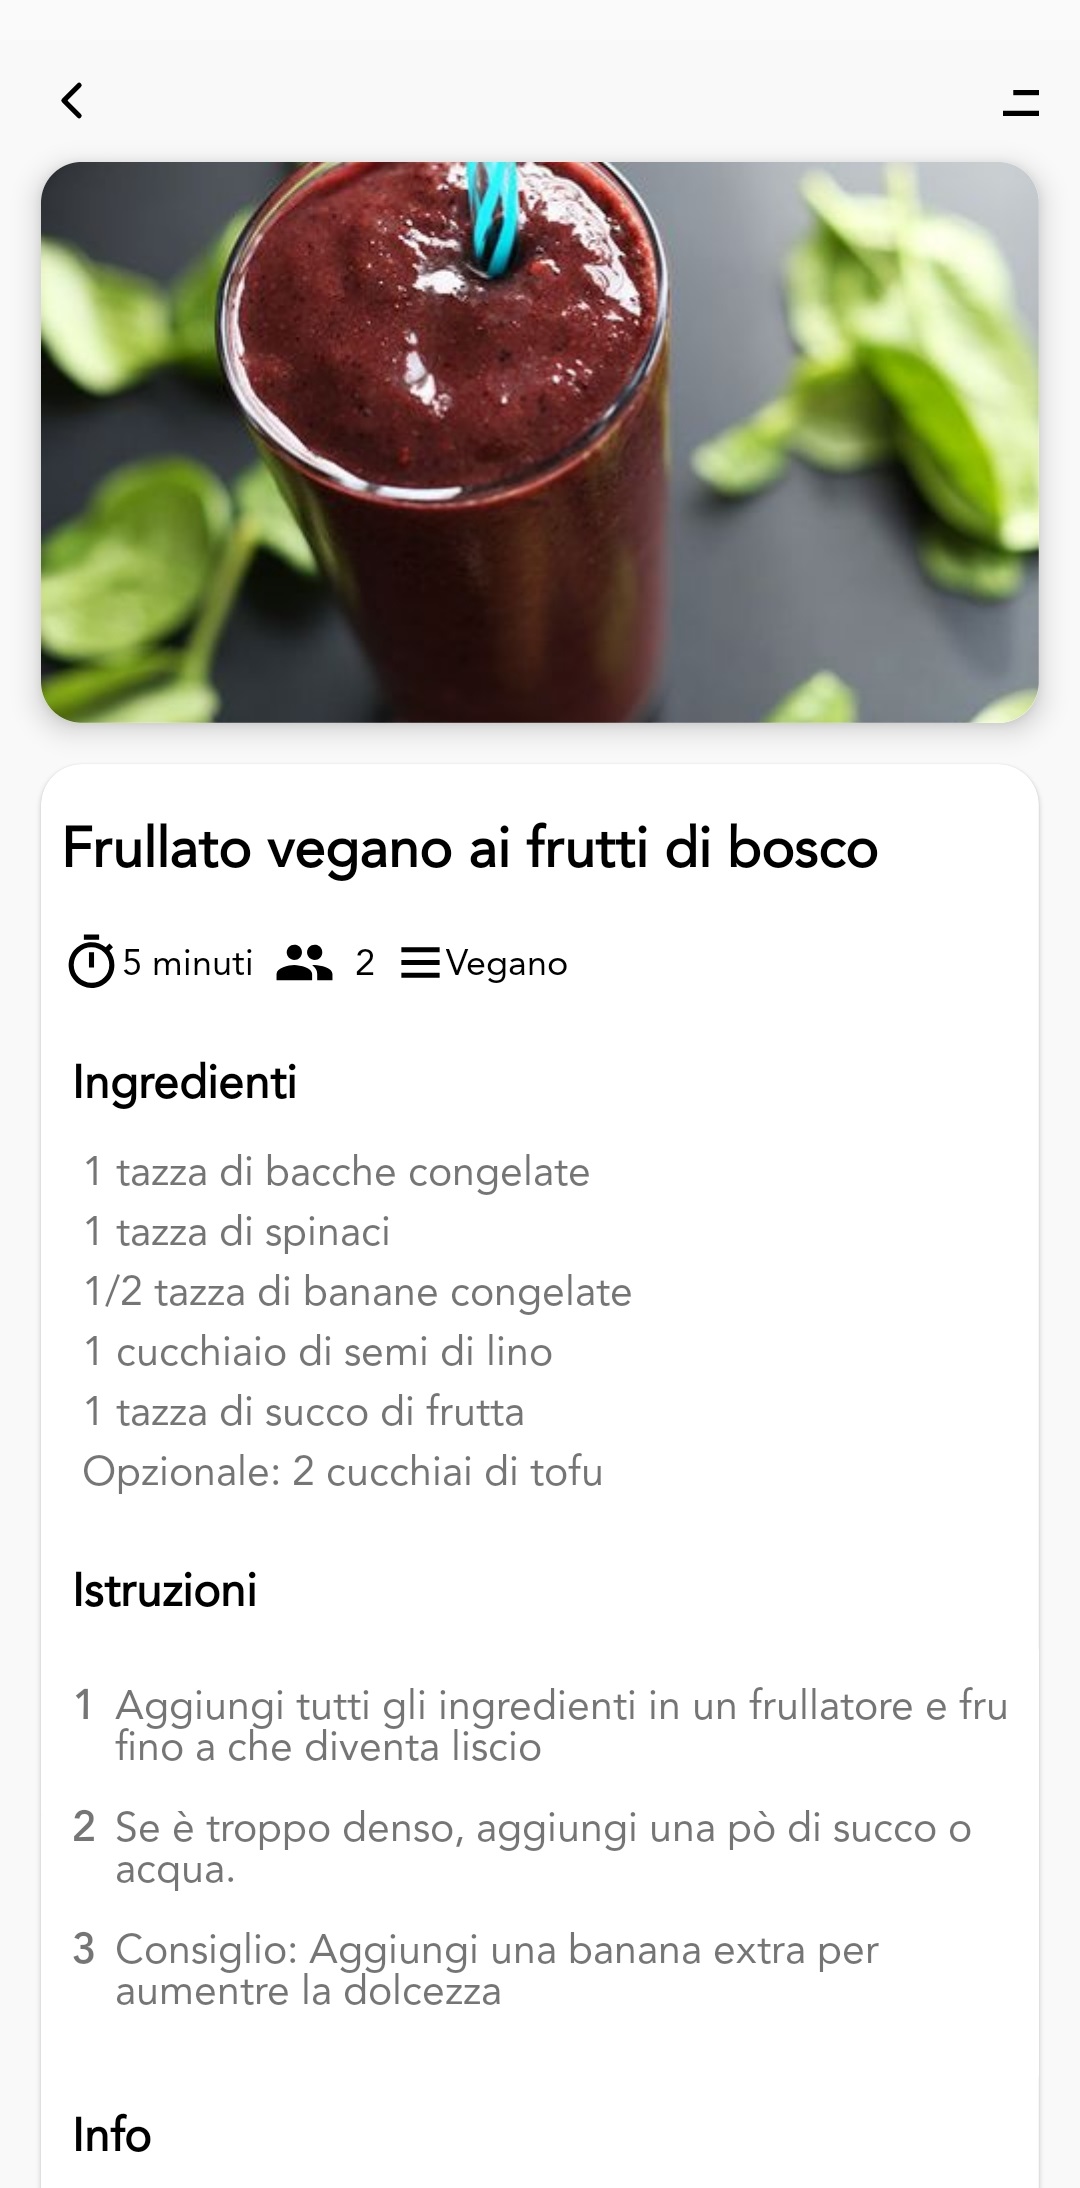 Frullato vegano ai frutti di bosco
5 minuti 2 Vegano
Ingredienti
1 tazza di bacche congelate
1 tazza di spinaci
1/2 tazza di banane congelate
1 cucchiaio di semi di lino
1 tazza di succo di frutta
Opzionale: 2 cucchiai di tofu
Istruzioni
1 Aggiungi tutti gli ingredienti in un frullatore e fru
fino a che diventa liscio
2 Se è troppo denso, aggiungi una pò di succo o
acqua.
3 Consiglio: Aggiungi una banana extra per
aumentre la dolcezza
Info